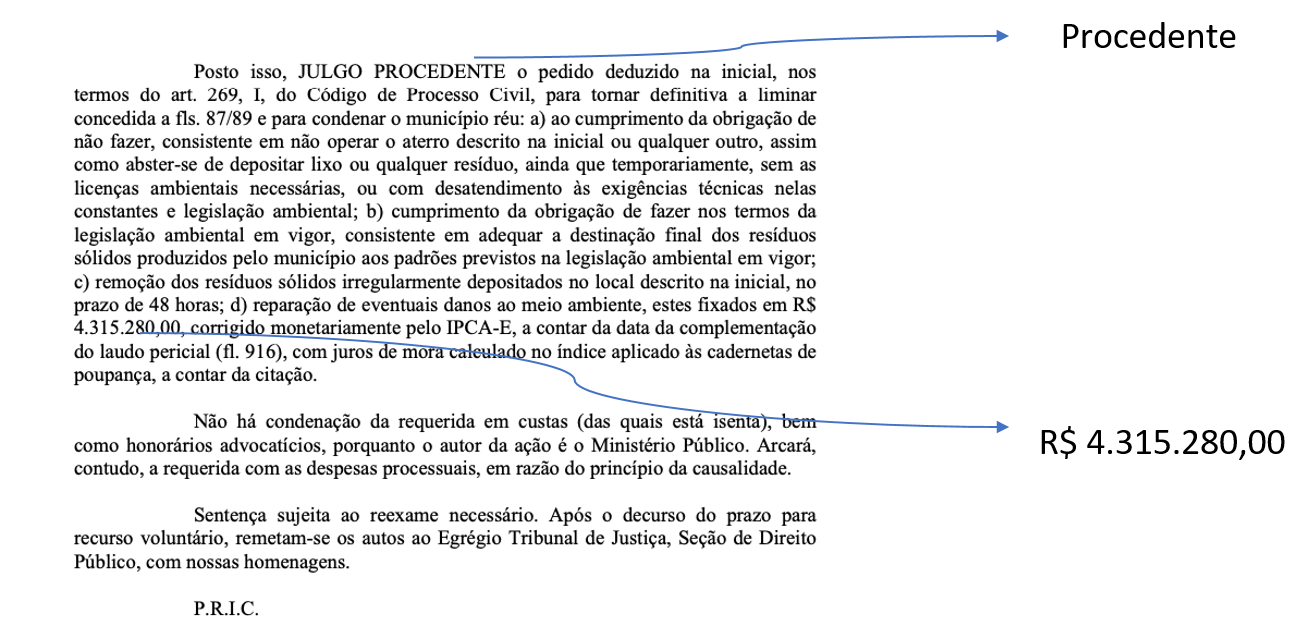 Procedente
Posto isso, JULGO PROCEDENTE o pedido deduzido na inicial, nos
termos do art. 269, I, do Código de Processo Civil, para tornar definitiva a liminar
concedida a fls. 87/89 e para condenar o município réu: a) ao cumprimento da obrigação de
não fazer, consistente em não operar o aterro descrito na inicial ou qualquer outro, assim
como abster-se de depositar lixo ou qualquer resíduo, ainda que temporariamente, sem as
licenças ambientais necessárias, ou com desatendimento às exigências técnicas nelas
constantes e legislação ambiental; b) cumprimento da obrigação de fazer nos termos da
legislação ambiental em vigor, consistente em adequar a destinação final dos resíduos
sólidos produzidos pelo município aos padrões previstos na legislação ambiental em vigor;
c) remoção dos resíduos sólidos irregularmente depositados no local descrito na inicial, no
prazo de 48 horas; d) reparação de eventuais danos ao meio ambiente, estes fixados em R$
4.315.280,00, corrigido monetariamente pelo IPCA-E, a contar da data da complementação
do laudo pericial (fl. 916), com juros de mora calculado no índice aplicado às cadernetas de
poupança, a contar da citação.
Não há condenação da requerida em custas (das quais está isenta), bem
como honorários advocatícios, porquanto o autor da ação é o Ministério Público. Arcará,
contudo, a requerida com as despesas processuais, em razão do princípio da causalidade.
R$ 4.315.280,00
Sentença sujeita ao reexame necessário. Após o decurso do prazo para
recurso voluntário, remetam-se os autos ao Egrégio Tribunal de Justiça, Seção de Direito
Público, com nossas homenagens.
P.R.I.C.